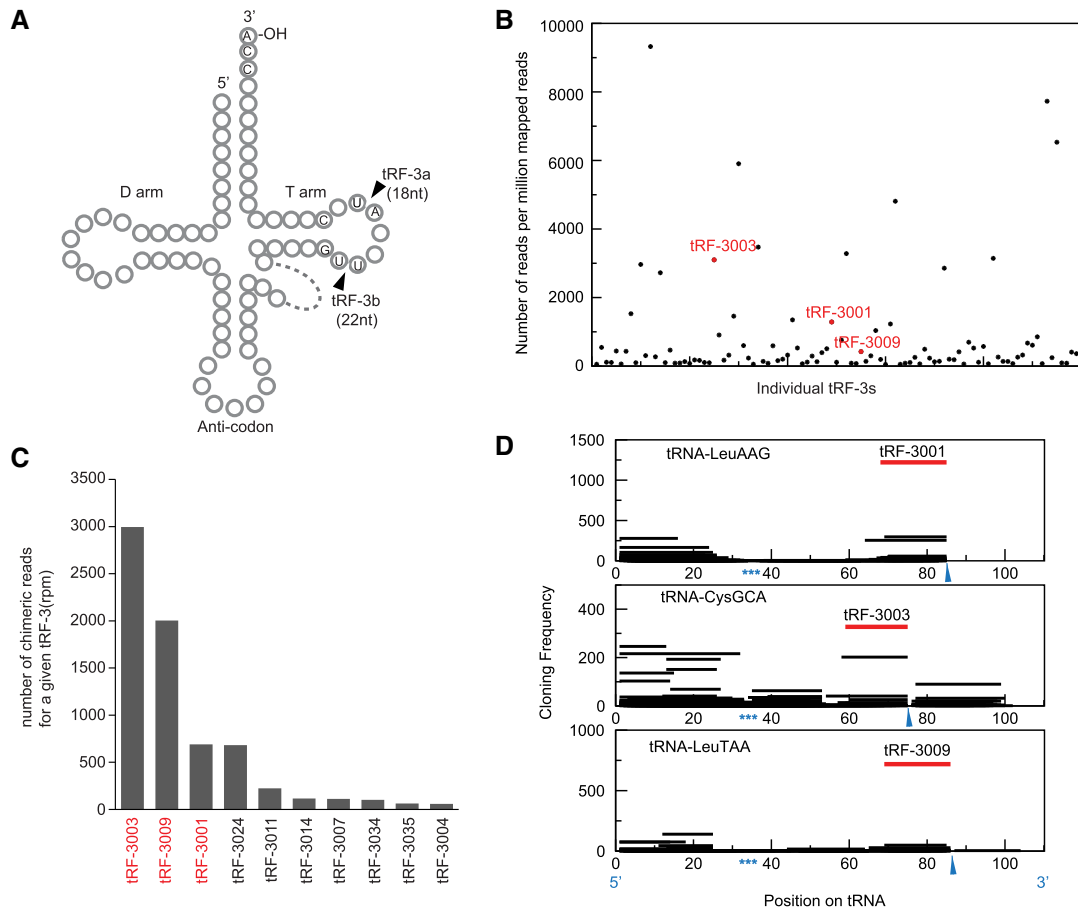 A
3’
A
-OH
C
C
5’
D arm
T arm
tRF-3a
(18nt)
C
U
A
G
U
U
tRF-3b
(22nt)
Anti-codon
B
Number of reads per million mapped reads
10000
8000
6000
4000
2000
0
tRF-3003
tRF-3001
tRF-3009
Individual tRF-3s
C
number of chimeric reads
for a given tRF-3(rpm)
3500
3000
2500
2000
1500
1000
500
0
tRF-3003
tRF-3009
tRF-3001
tRF-3024
tRF-3011
tRF-3014
tRF-3007
tRF-3034
tRF-3035
tRF-3004
D
Cloning Frequency
1500
1000
500
0
tRNA-LeuAAG
tRF-3001
0 20 *** 40 60 80 100
400
200
0
tRNA-CysGCA
tRF-3003
0 20 *** 40 60 80 100
1000
500
0
tRNA-LeuTAA
tRF-3009
0 20 *** 40 60 80 100
5’ 3’
Position on tRNA